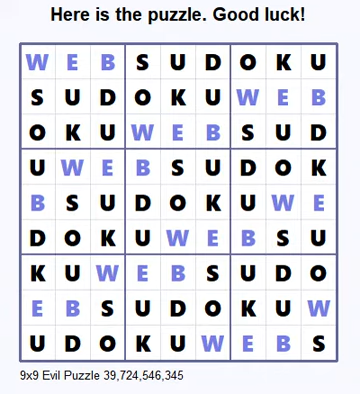 Here is the puzzle. Good luck!
W E B S U D O K U
S U D O K U W E B
O K U W E B S U D
U W E B S U D O K
B S U D O K U W E
D O K U W E B S U
K U W E B S U D O
E B S U D O K U W
U D O K U W E B S
9x9 Evil Puzzle 39,724,546,345